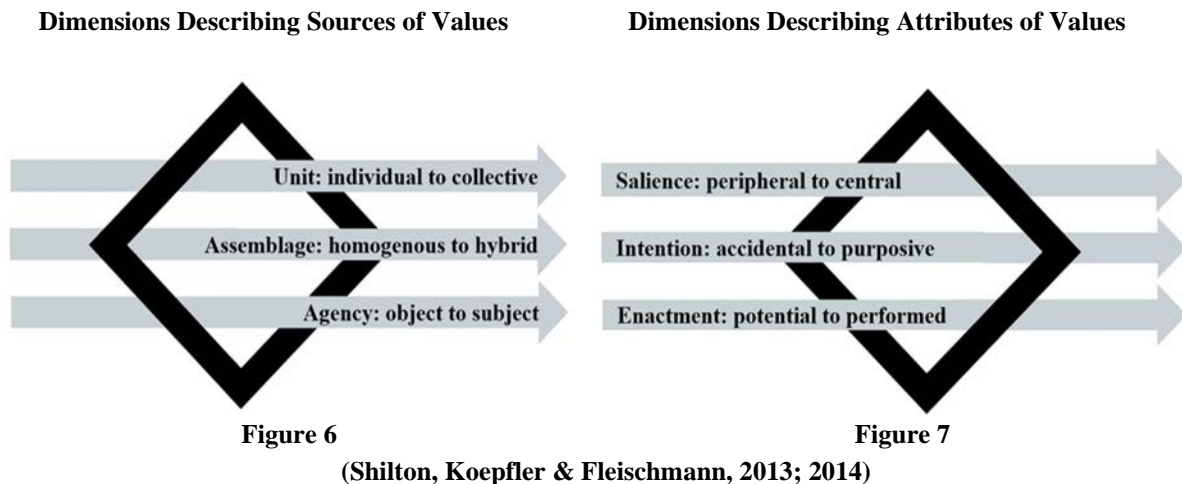 Dimensions Describing Sources of Values
Unit: individual to collective
Assemblage: homogenous to hybrid
Agency: object to subject
Figure 6
Dimensions Describing Attributes of Values
Salience: peripheral to central
Intention: accidental to purposive
Enactment: potential to performed
Figure 7
(Shilton, Koepfler & Fleischmann, 2013; 2014)